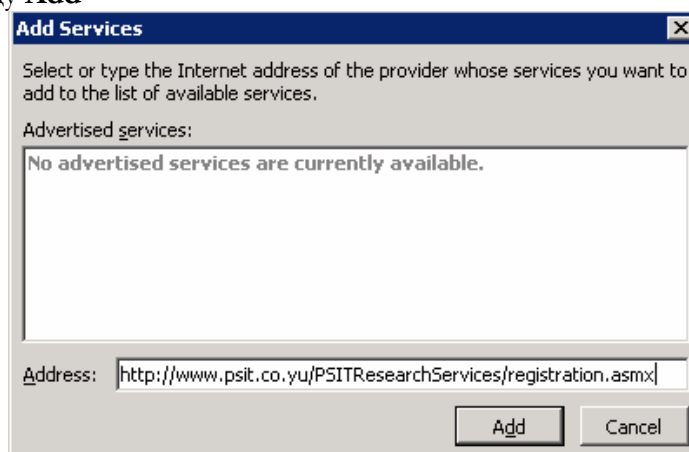 Add
Add Services
Select or type the Internet address of the provider whose services you want to
add to the list of available services.
Advertised services:
No advertised services are currently available.
Address: http://www.psit.co.yu/PSITResearchServices/registration.asmx
Add Cancel